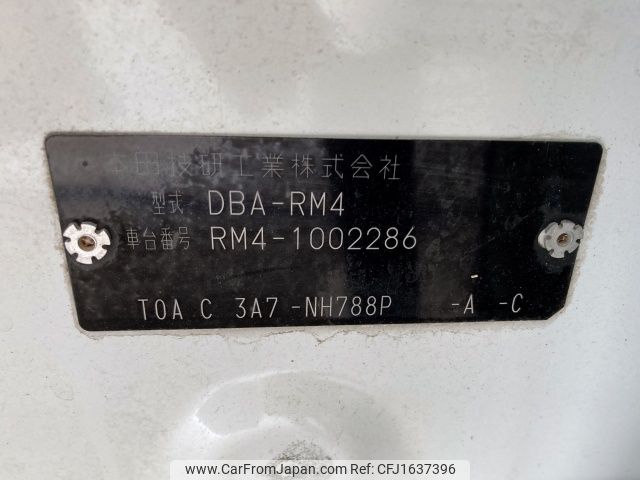 本田技研工業株式会社
型式 DBA-RM4
車台番号 RM4-1002286
TOA C 3A7 -NH788P -A -C
www.CarFromJapan.com - CFJ1637396